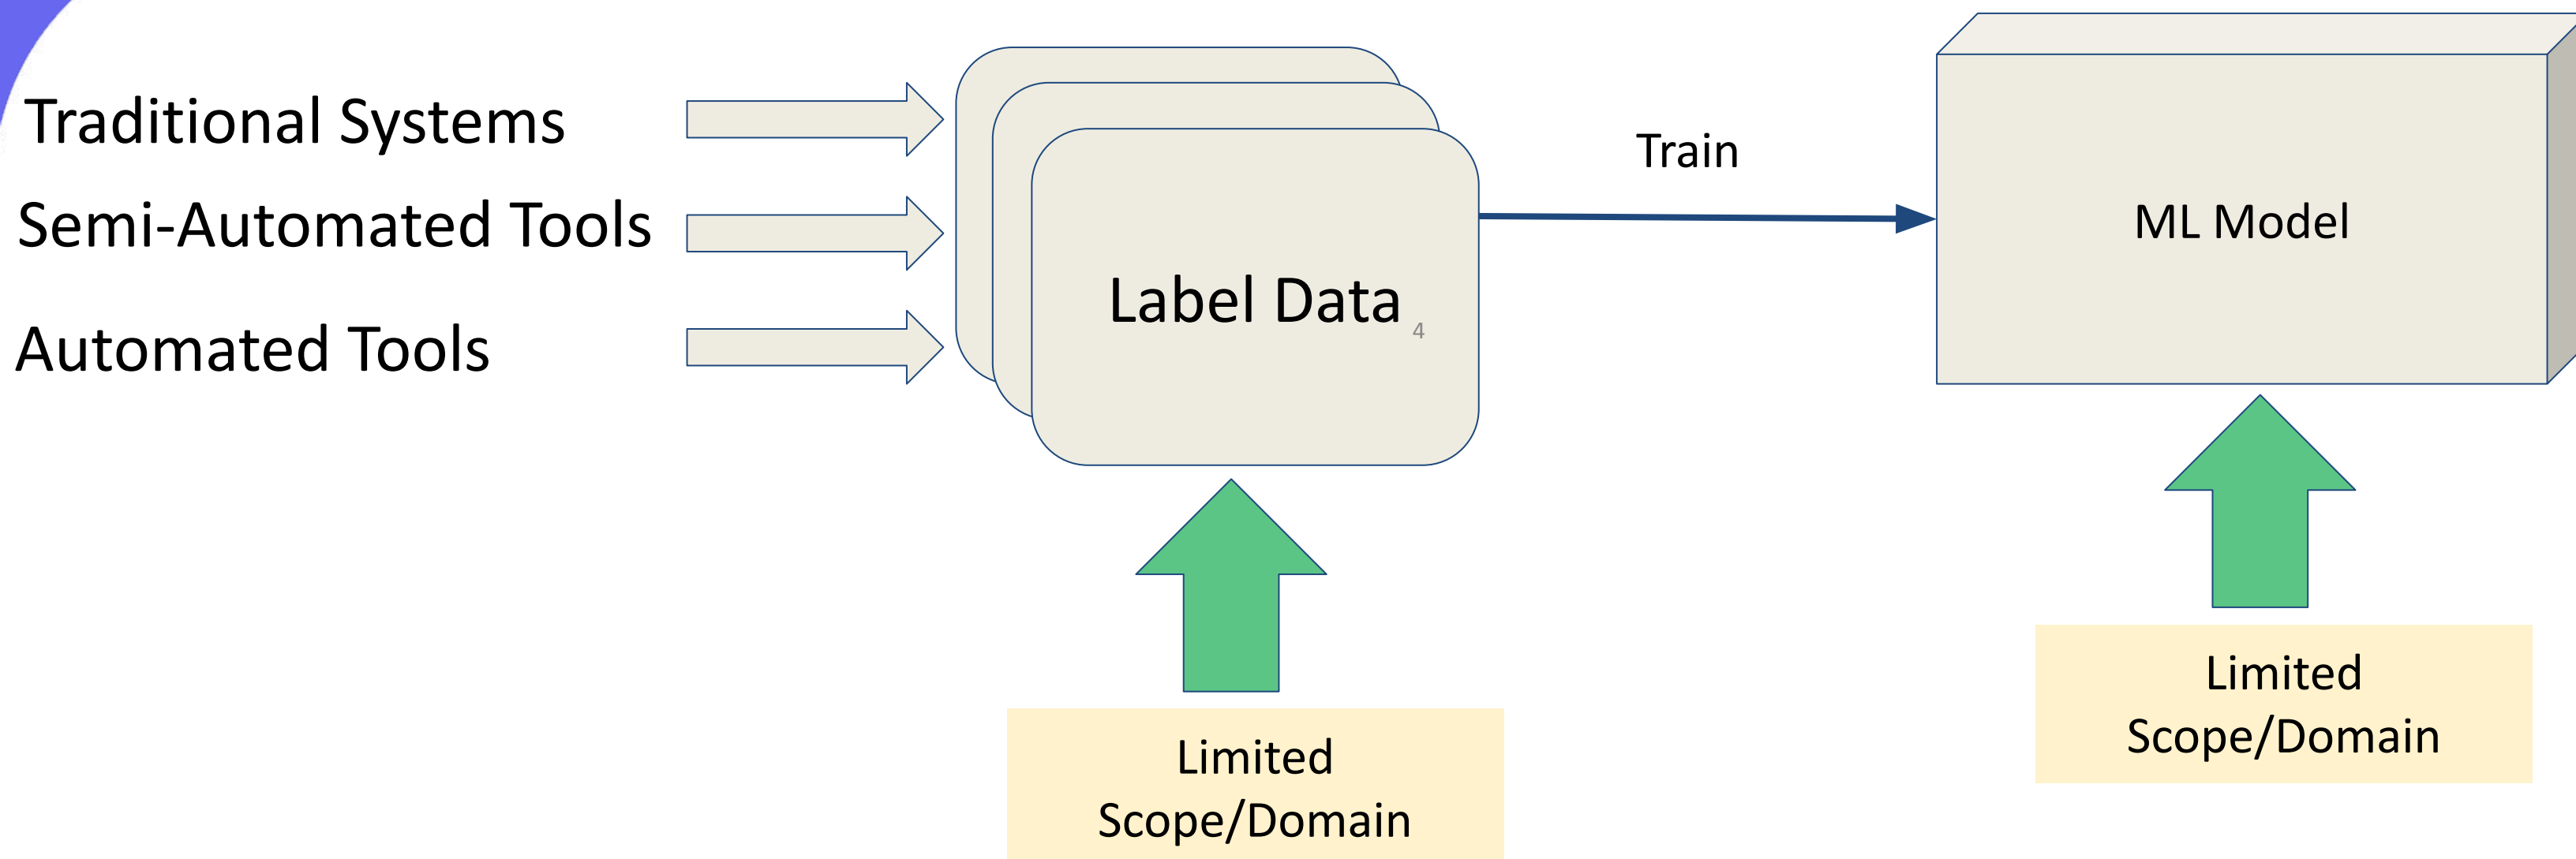 Traditional Systems
Semi-Automated Tools
Automated Tools
Label Data
4
Train
ML Model
Limited
Scope/Domain
Limited
Scope/Domain